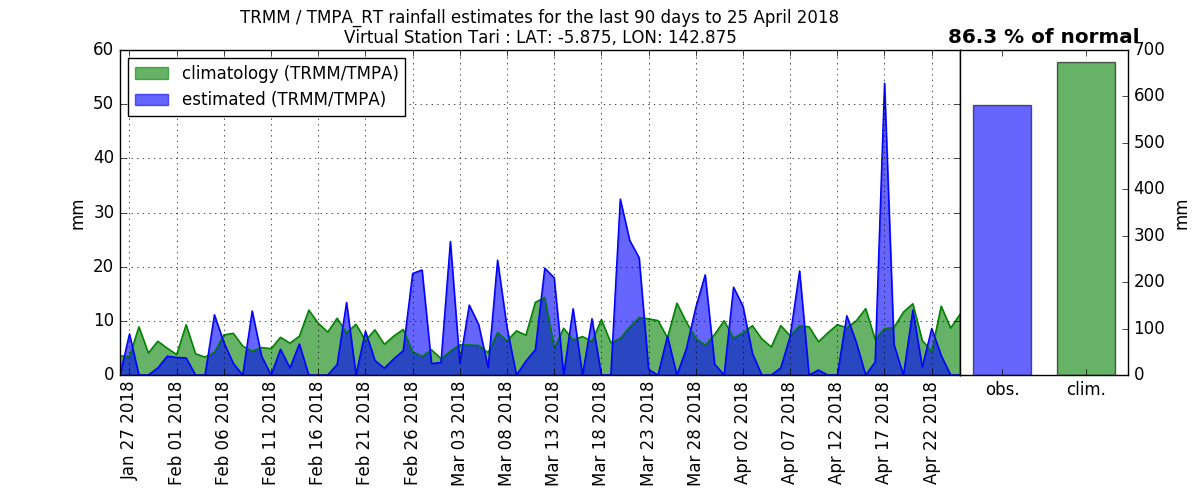 TRMM / TMPA_RT rainfall estimates for the last 90 days to 25 April 2018
Virtual Station Tari : LAT: -5.875, LON: 142.875
86.3 % of normal
climatology (TRMM/TMPA)
estimated (TRMM/TMPA)
mm
60
50
40
30
20
10
0
Jan 27 2018
Feb 01 2018
Feb 06 2018
Feb 11 2018
Feb 16 2018
Feb 21 2018
Feb 26 2018
Mar 03 2018
Mar 08 2018
Mar 13 2018
Mar 18 2018
Mar 23 2018
Mar 28 2018
Apr 02 2018
Apr 07 2018
Apr 12 2018
Apr 17 2018
Apr 22 2018
obs.
clim.
700
600
500
400
300
200
100
0
mm